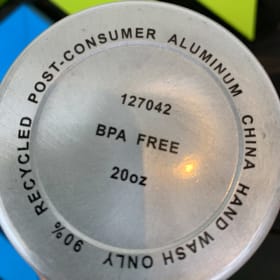 90% RECYCLED POST-CONSUMER ALUMINUM CHINA HAND WASH ONLY
127042
BPA FREE
20oz